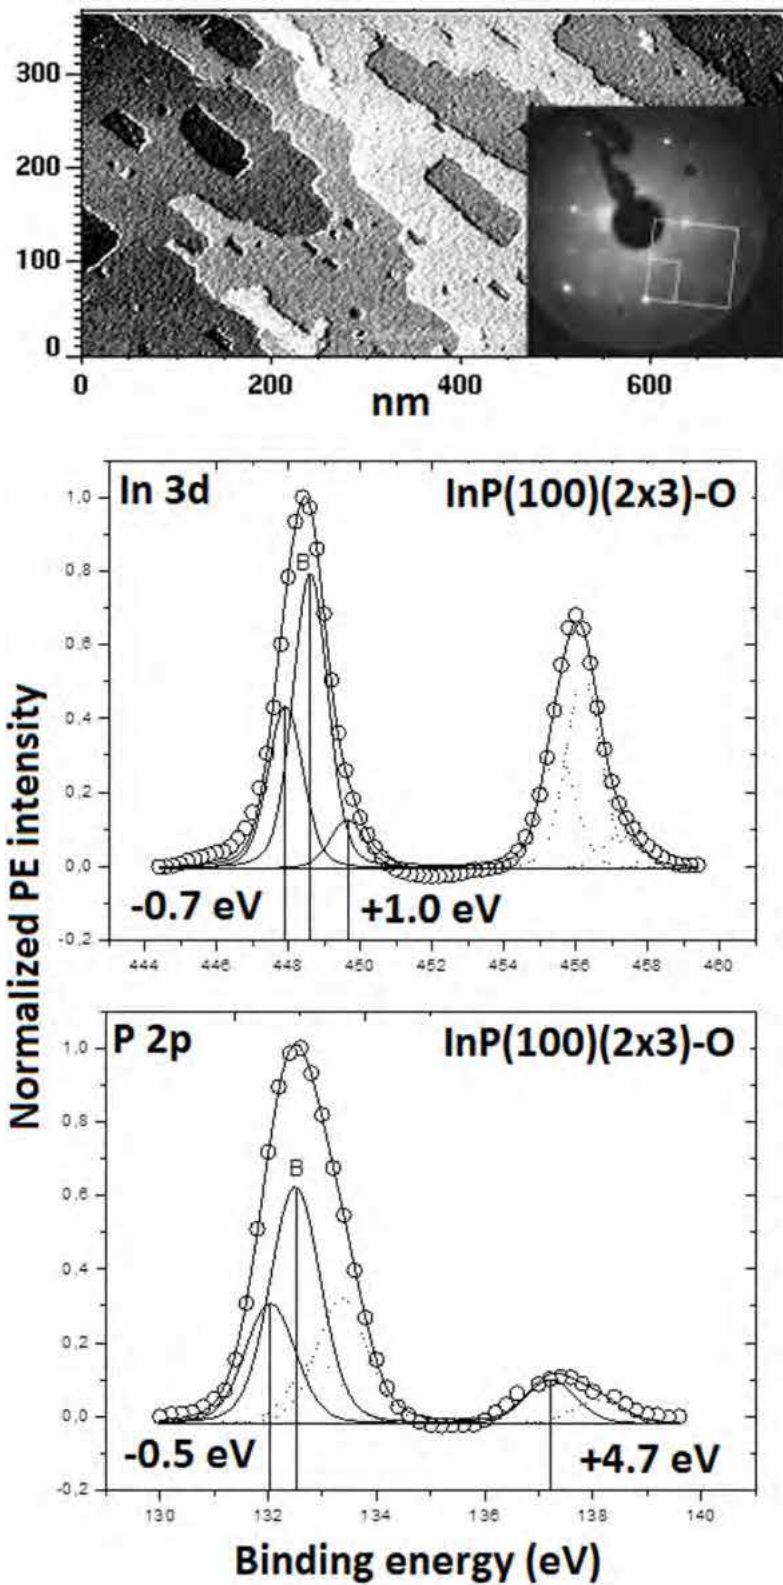 300
200
100
0
0 200 400 600
nm
In 3d InP(100)(2x3)-O
B
1,0
0,8
0,6
0,4
0,2
0,0
-0,2
-0.7 eV +1.0 eV
444 446 448 450 452 454 456 458 460
Normalized PE intensity
P 2p InP(100)(2x3)-O
B
1,0
0,8
0,6
0,4
0,2
0,0
-0,2
-0.5 eV +4.7 eV
130 132 134 136 138 140
Binding energy (eV)